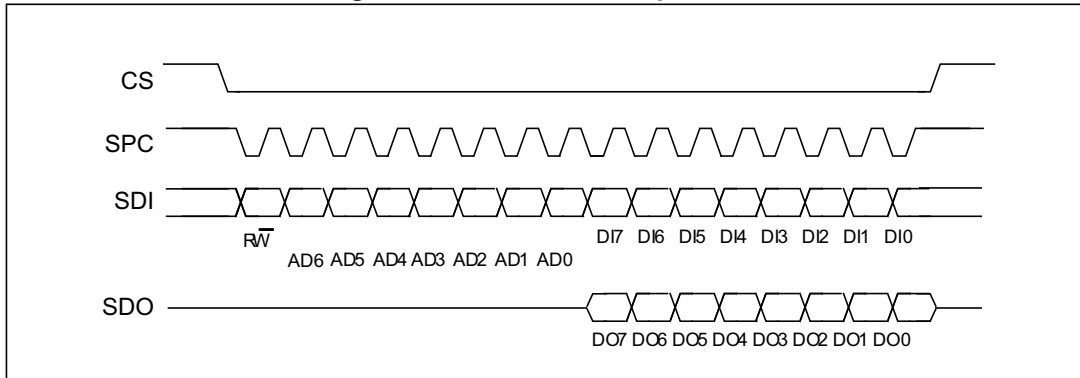 CS
SPC
SDI
RW
DI7 DI6 DI5 DI4 DI3 DI2 DI1 DI0
AD6 AD5 AD4 AD3 AD2 AD1 AD0
SDO
DO7 DO6 DO5 DO4 DO3 DO2 DO1 DO0